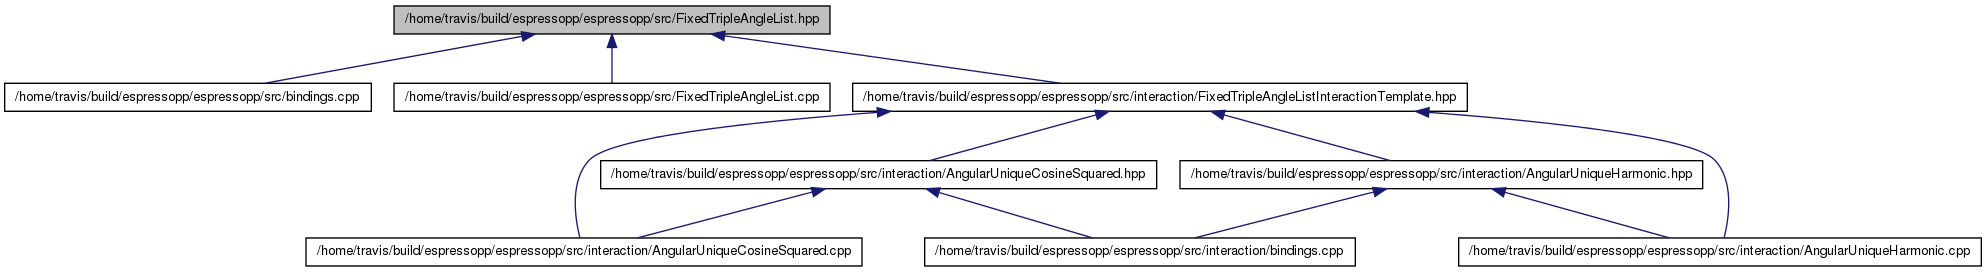 /home/travis/build/espressopp/espressopp/src/FixedTripleAngleList.hpp
/home/travis/build/espressopp/espressopp/src/bindings.cpp
/home/travis/build/espressopp/espressopp/src/FixedTripleAngleList.cpp
/home/travis/build/espressopp/espressopp/src/interaction/FixedTripleAngleListInteractionTemplate.hpp
/home/travis/build/espressopp/espressopp/src/interaction/AngularUniqueCosineSquared.hpp
/home/travis/build/espressopp/espressopp/src/interaction/AngularUniqueHarmonic.hpp
/home/travis/build/espressopp/espressopp/src/interaction/AngularUniqueCosineSquared.cpp
/home/travis/build/espressopp/espressopp/src/interaction/bindings.cpp
/home/travis/build/espressopp/espressopp/src/interaction/AngularUniqueHarmonic.cpp